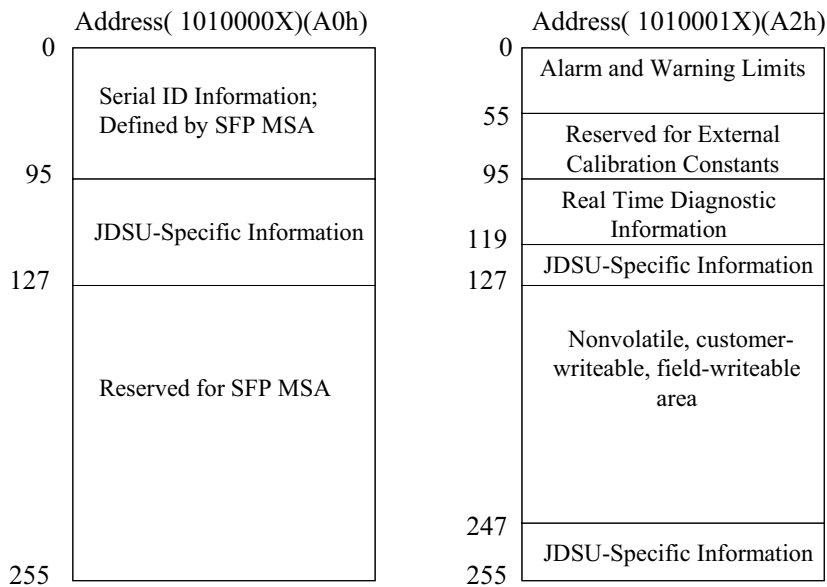 Address( 1010000X)(A0h)
0
Serial ID Information;
Defined by SFP MSA
95
JDSU-Specific Information
127
Reserved for SFP MSA
255
Address( 1010001X)(A2h)
0
Alarm and Warning Limits
55
Reserved for External
Calibration Constants
95
Real Time Diagnostic
Information
119
JDSU-Specific Information
127
Nonvolatile, customer-
writeable, field-writeable
area
247
JDSU-Specific Information
255